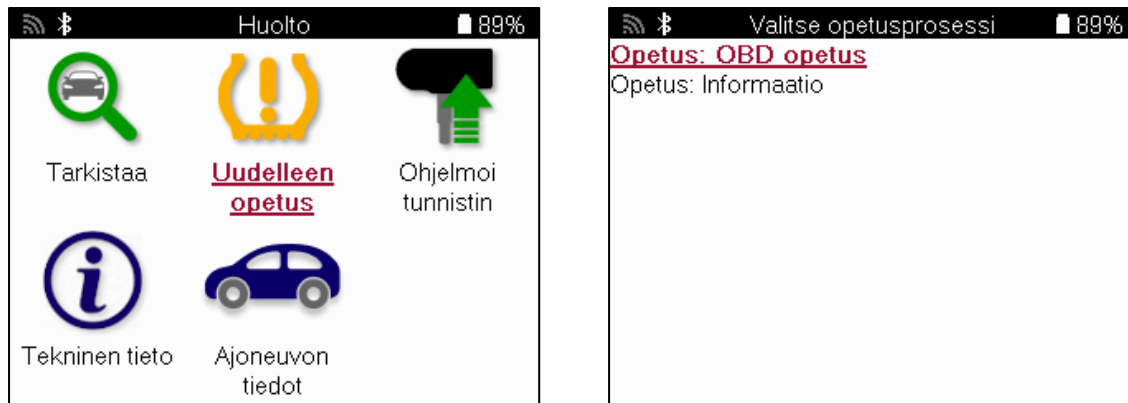 Huolto 89%
Tarkistaa
Uudelleen
opetus
Ohjelmoi
tunnistin
Tekninen tieto
Ajoneuvon
tiedot
Valitse opetusprosessi 89%
Opetus: OBD opetus
Opetus: Informaatio